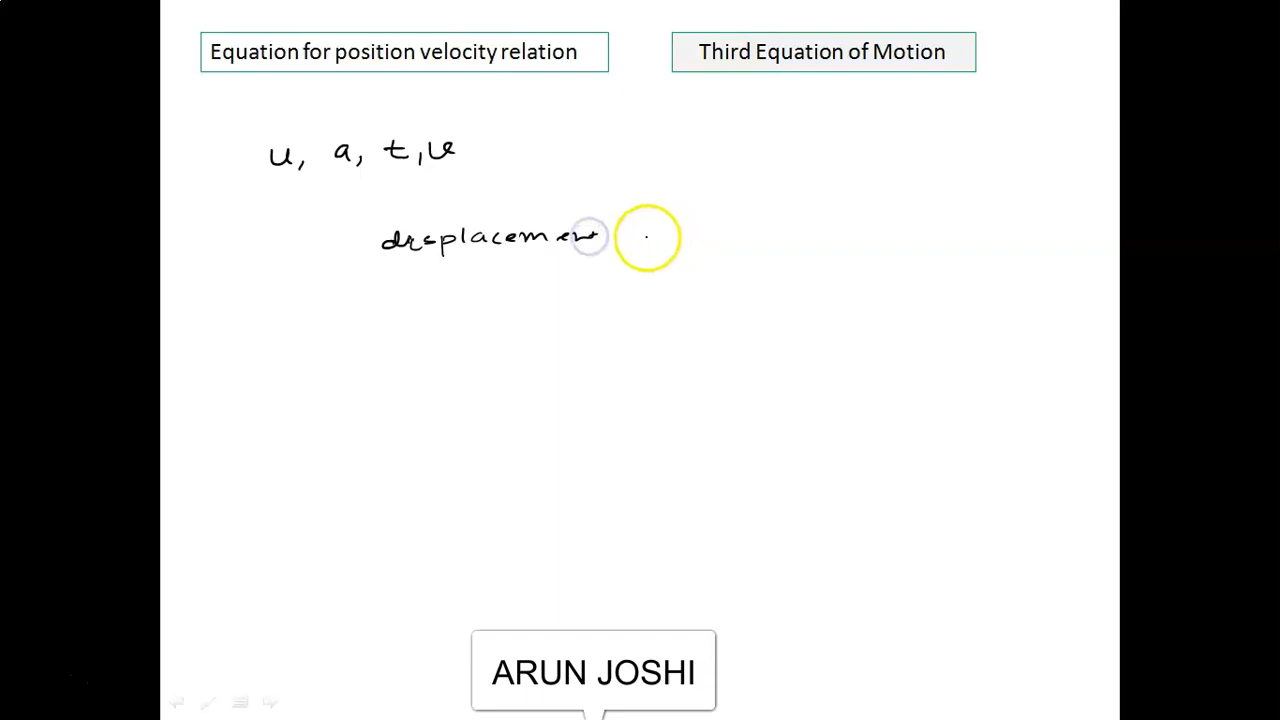 Equation for position velocity relation
Third Equation of Motion
u, a, t, v
displacement
ARUN JOSHI